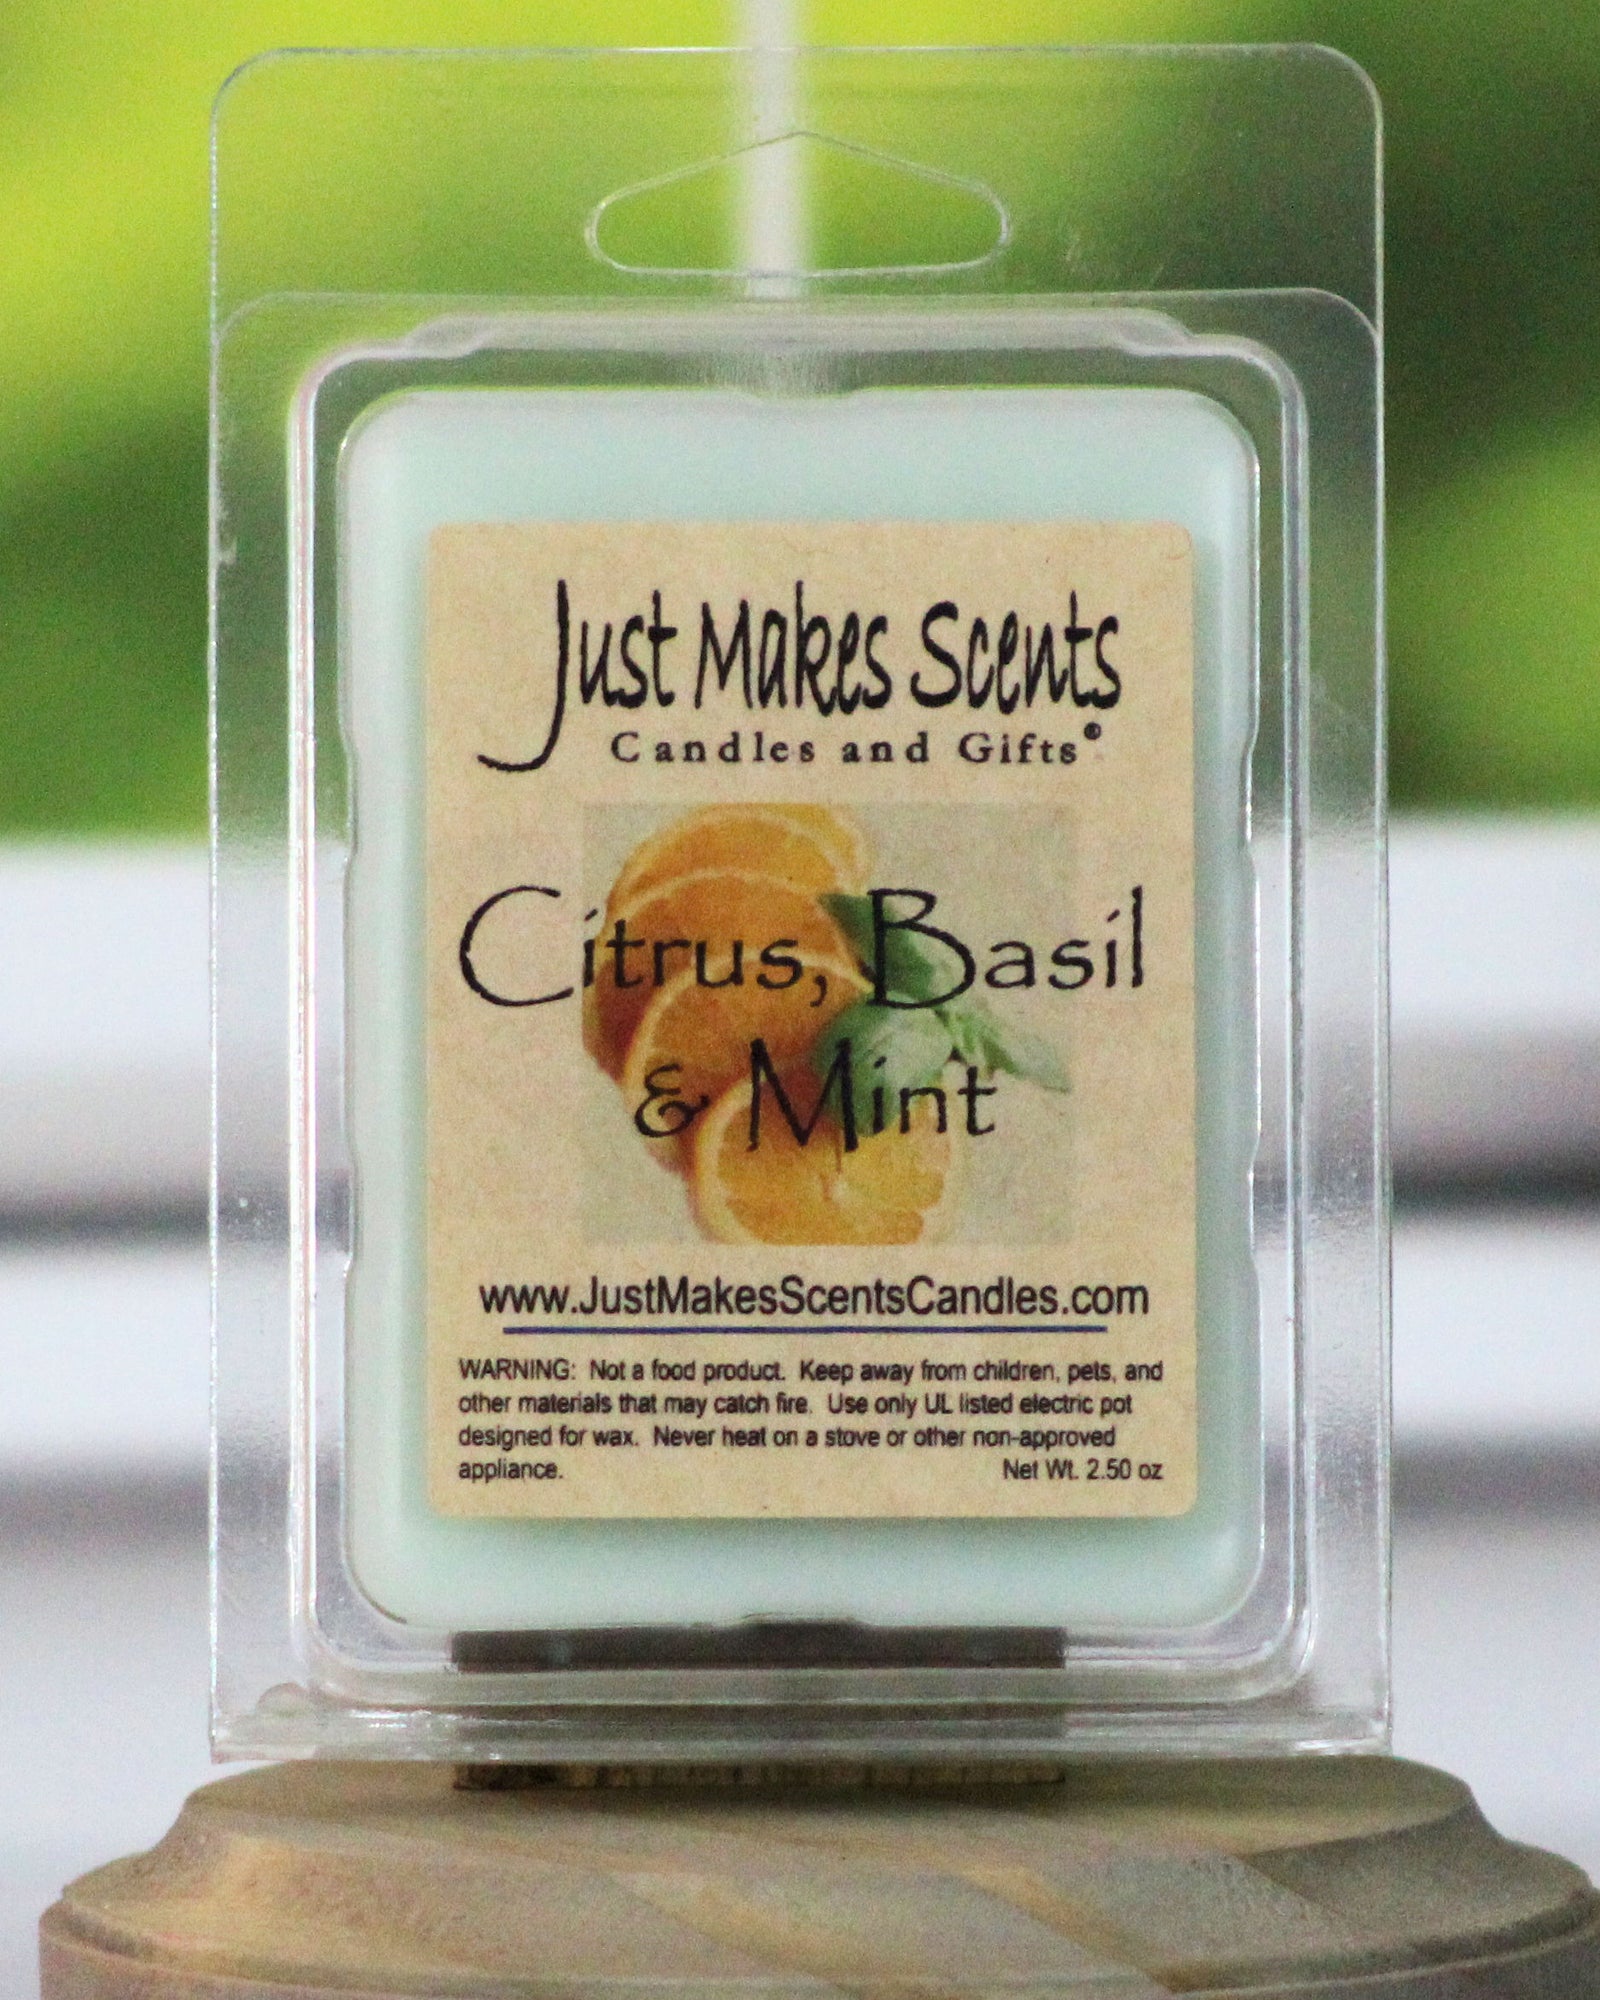 Just Makes Scents
Candles and Gifts®
Citrus, Basil
& Mint
www.JustMakesScentsCandles.com
WARNING: Not a food product. Keep away from children, pets, and
other materials that may catch fire. Use only UL listed electric pot
designed for wax. Never heat on a stove or other non-approved
appliance. Net Wt. 2.50 oz